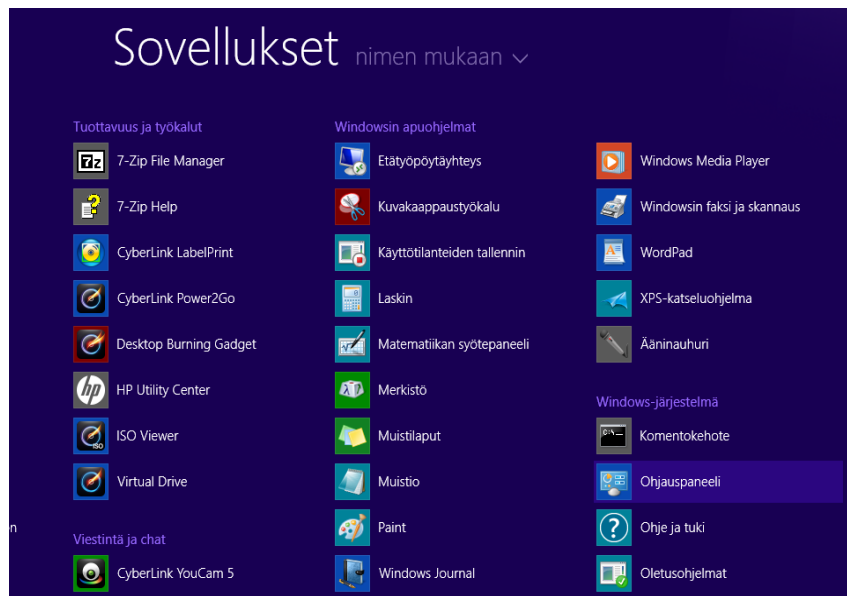 Sovellukset nimen mukaan
Tuottavuus ja työkalut
7-Zip File Manager
7-Zip Help
CyberLink LabelPrint
CyberLink Power2Go
Desktop Burning Gadget
HP Utility Center
ISO Viewer
Virtual Drive
Viestintä ja chat
CyberLink YouCam 5
Windowsin apuohjelmat
Etätyöpöytäyhteys
Kuvakaappaustyökalu
Käyttötilanteiden tallennin
Laskin
Matematiikan syötepaneeli
Merkistö
Muistilaput
Muistio
Paint
Windows Journal
Windows Media Player
Windowsin faksi ja skannaus
WordPad
XPS-katseluohjelma
Ääninauhuri
Windows-järjestelmä
Komentokehote
Ohjauspaneeli
Ohje ja tuki
Oletusohjelmat